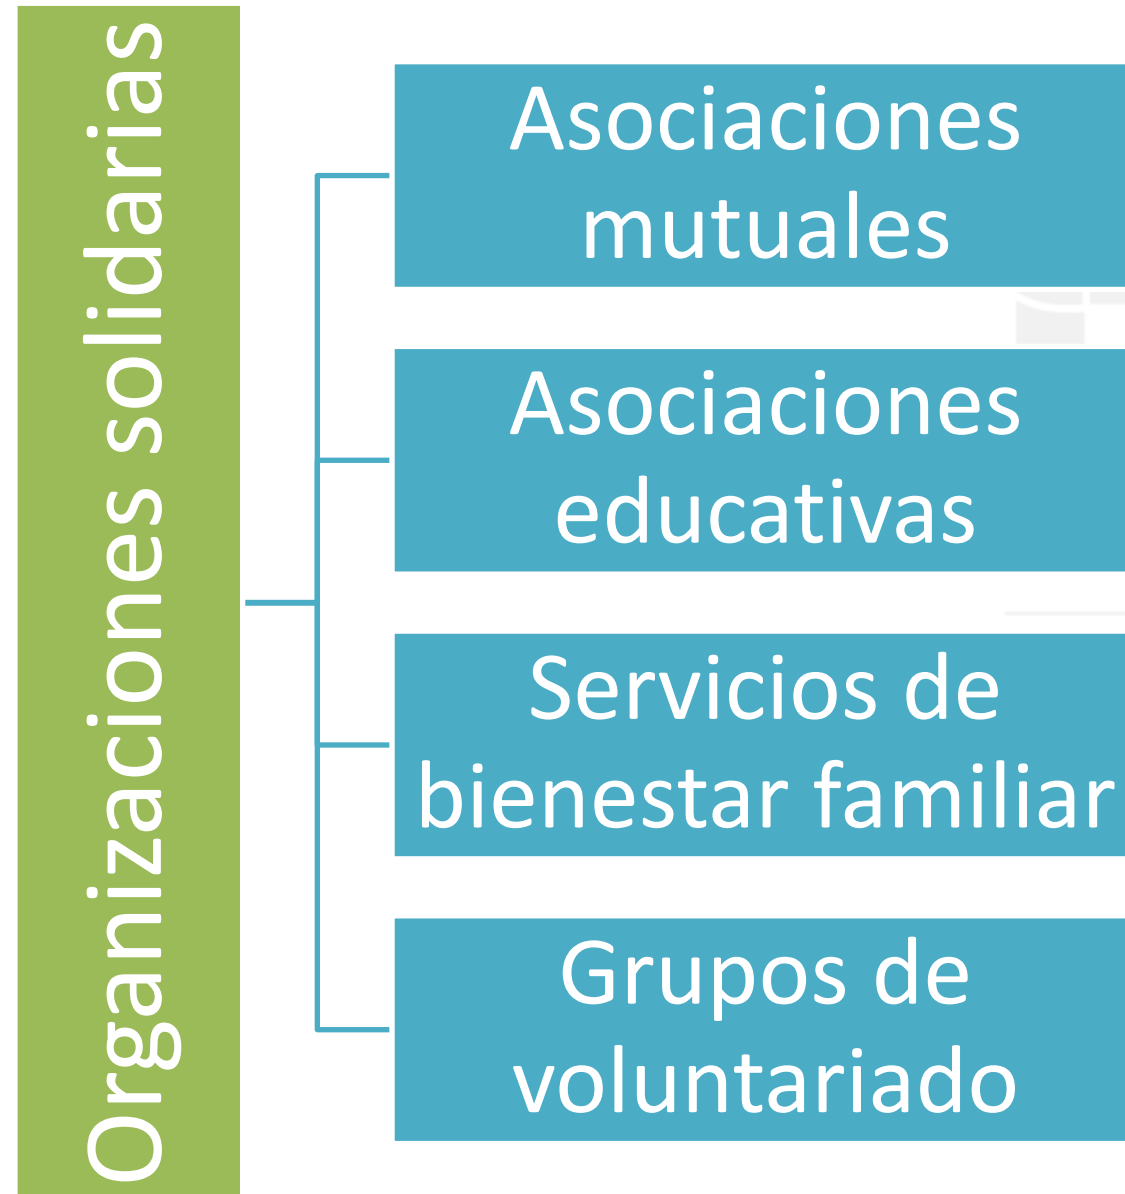 Organizaciones solidarias
Asociaciones
mutuales
Asociaciones
educativas
Servicios de
bienestar familiar
Grupos de
voluntariado